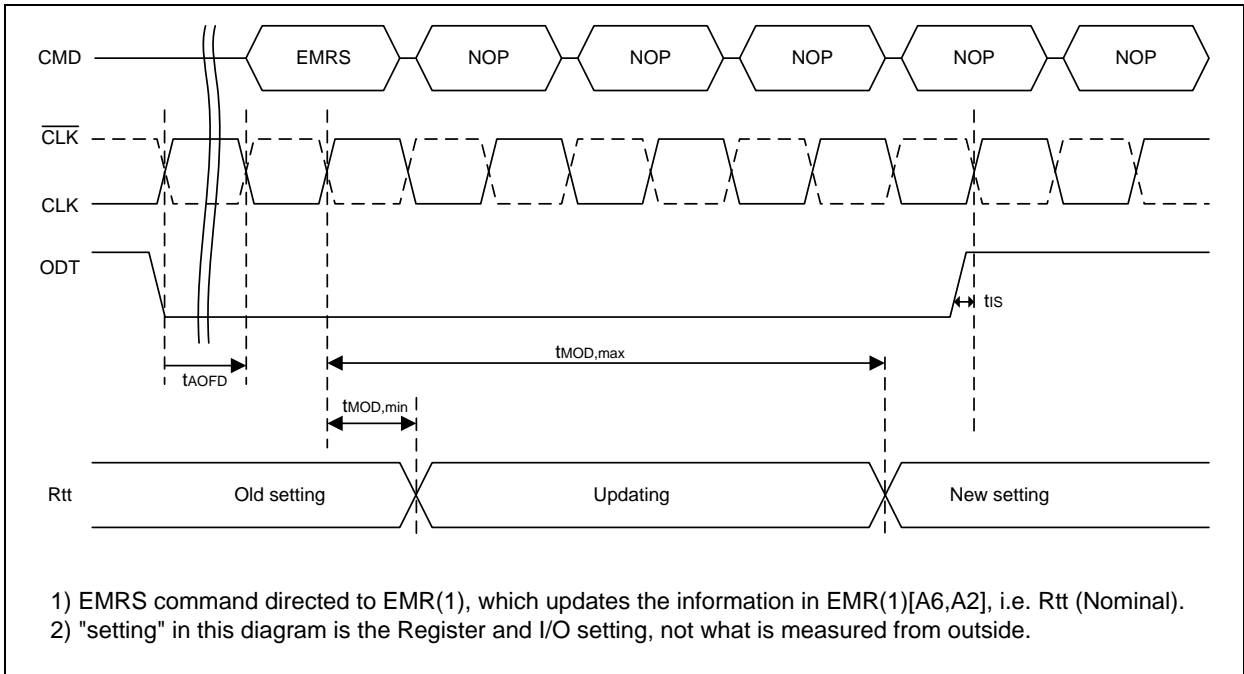 CMD EMRS NOP NOP NOP NOP NOP
CLK
CLK
ODT
tIS
tMOD,max
tAOFD
tMOD,min
Rtt Old setting Updating New setting
1) EMRS command directed to EMR(1), which updates the information in EMR(1)[A6,A2], i.e. Rtt (Nominal).
2) "setting" in this diagram is the Register and I/O setting, not what is measured from outside.